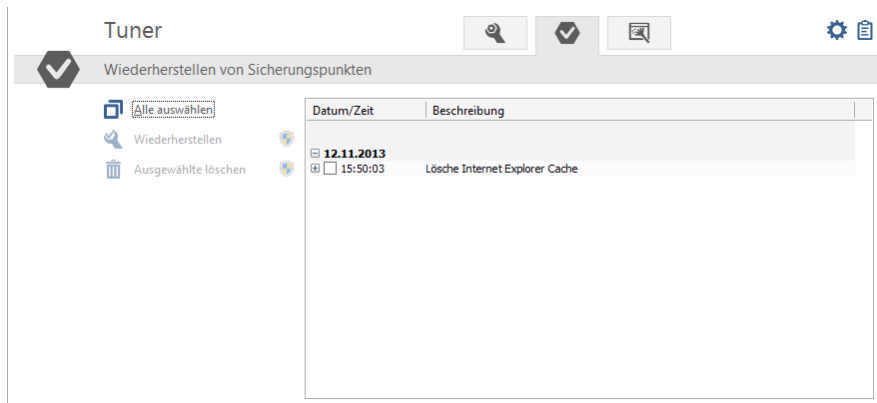 Tuner
Wiederherstellen von Sicherungspunkten
Alle auswählen
Wiederherstellen
Ausgewählte löschen
Datum/Zeit Beschreibung
12.11.2013
15:50:03 Lösche Internet Explorer Cache